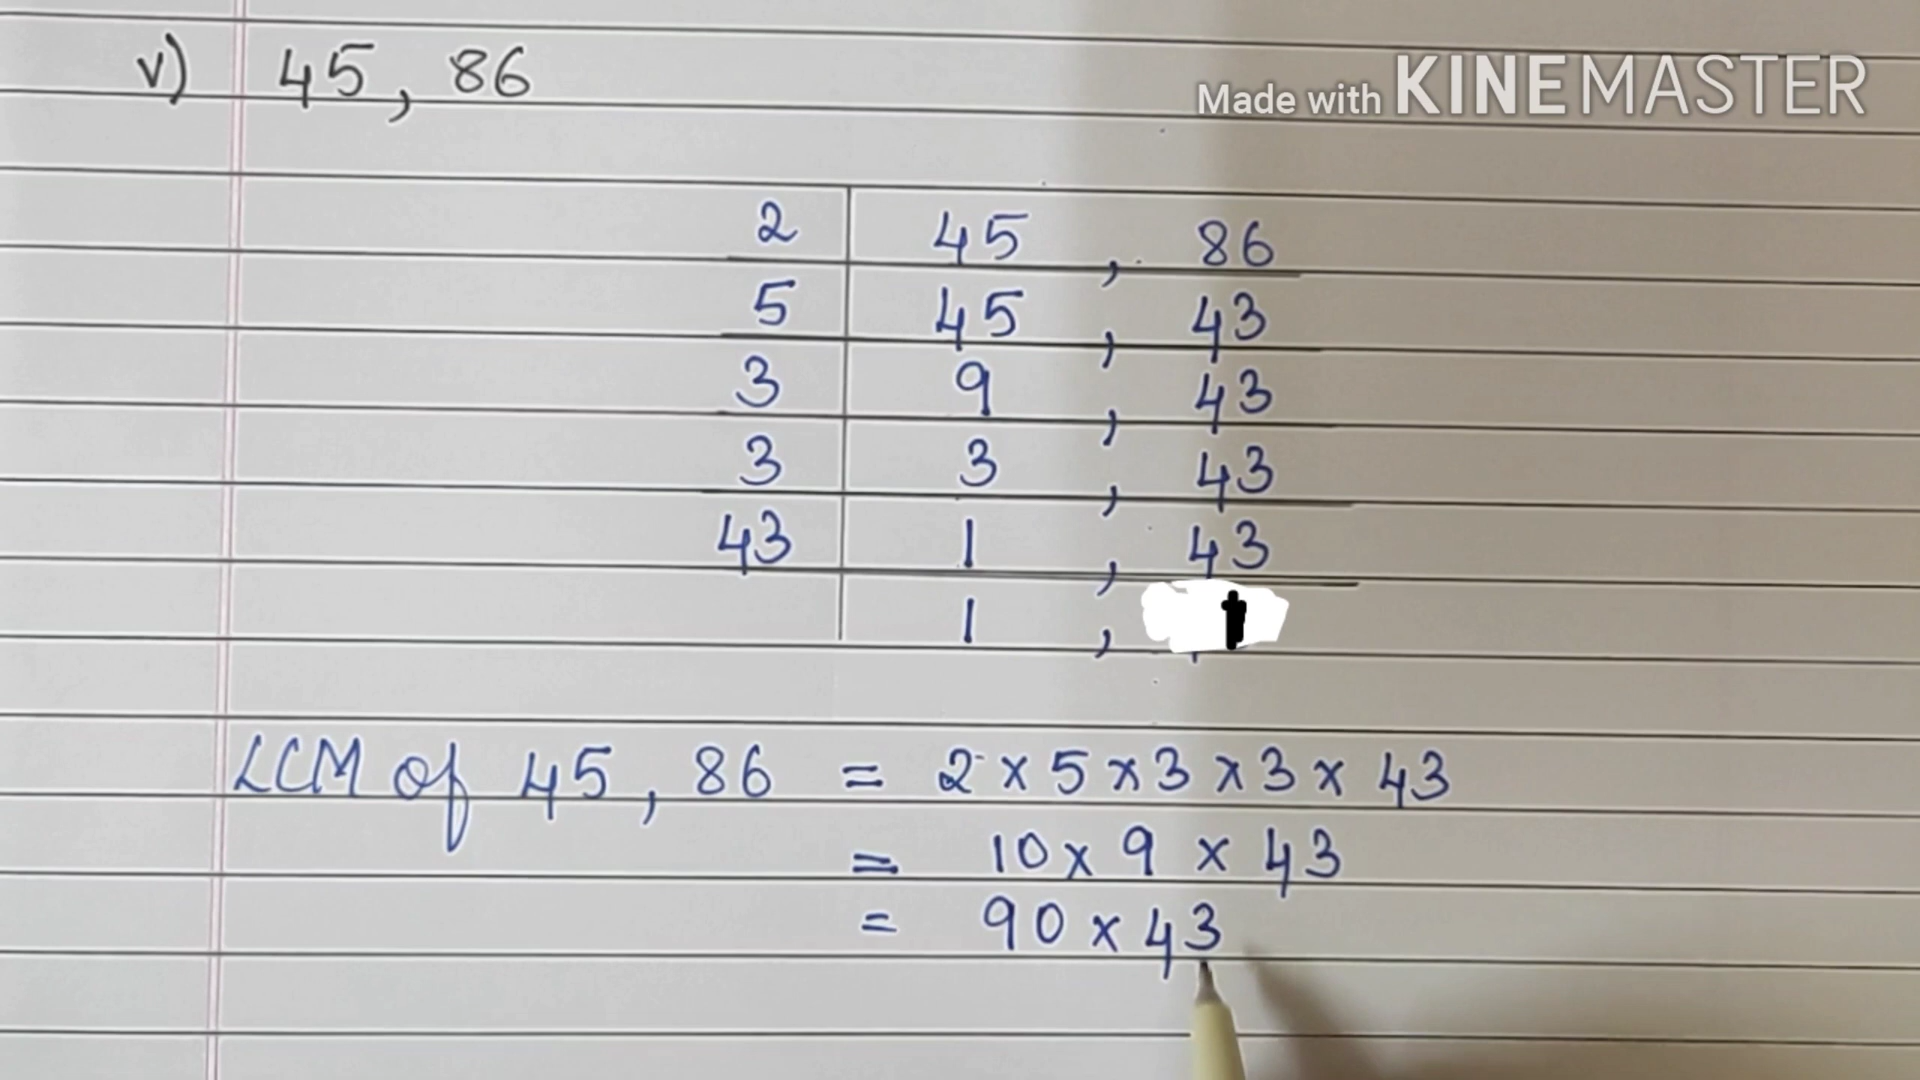 v) 45, 86
Made with KINEMASTER
2 | 45, 86
5 | 45, 43
3 | 9, 43
3 | 3, 43
43 | 1, 43
1, 1
LCM of 45, 86 = 2 × 5 × 3 × 3 × 43
= 10 × 9 × 43
= 90 × 43